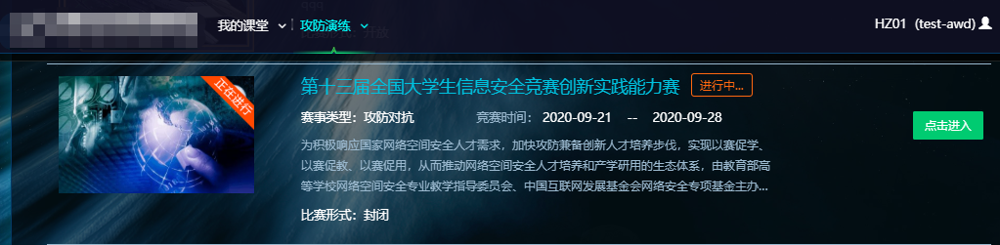 我的课堂 攻防演练 HZ01 (test-awd)
正在进行
第十三届全国大学生信息安全竞赛创新实践能力赛 进行中...
赛事类型：攻防对抗 竞赛时间： 2020-09-21 -- 2020-09-28
点击进入
为积极响应国家网络空间安全人才需求，加快攻防兼备创新人才培养步伐，实现以赛促学、
以赛促教、以赛促用，从而推动网络空间安全人才培养和产学研用的生态体系，由教育部高
等学校网络空间安全专业教学指导委员会、中国互联网发展基金会网络安全专项基金主办...
比赛形式：封闭